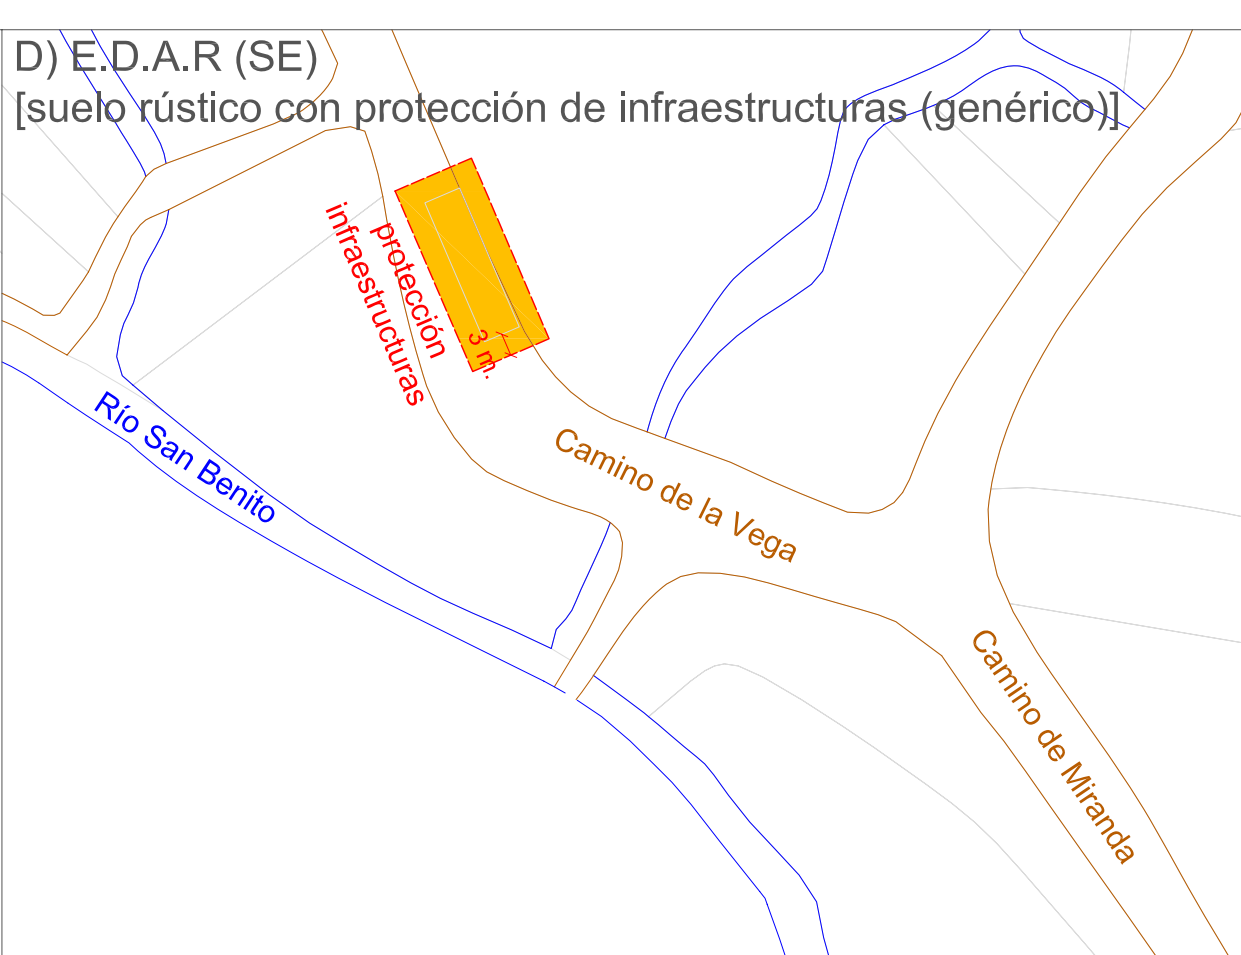 D) E.D.A.R (SE)
[suelo rústico con protección de infraestructuras (genérico)]
protección
infraestructuras
3 m.
Río San Benito
Camino de la Vega
Camino de Miranda